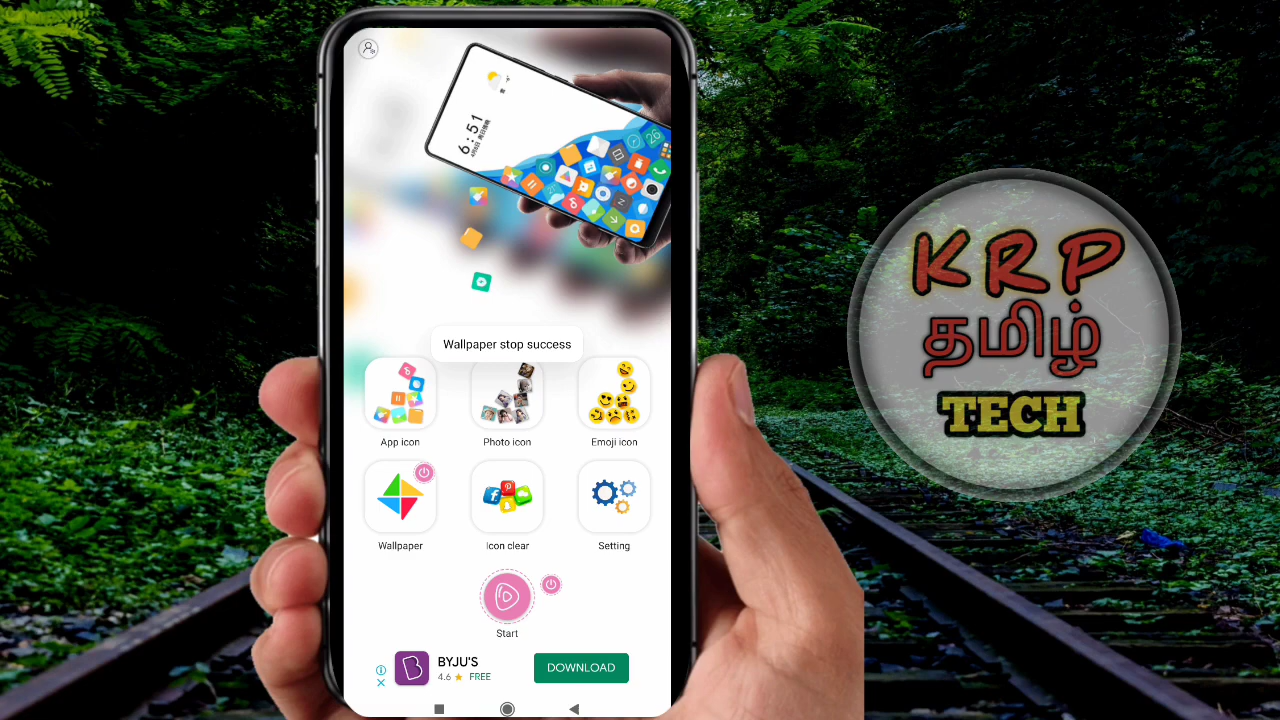 6:51
26
Wallpaper stop success
App icon
Photo icon
Emoji icon
Wallpaper
Icon clear
Setting
Start
BYJU'S
4.6 ★ FREE
DOWNLOAD
KRP
தமிழ்
TECH